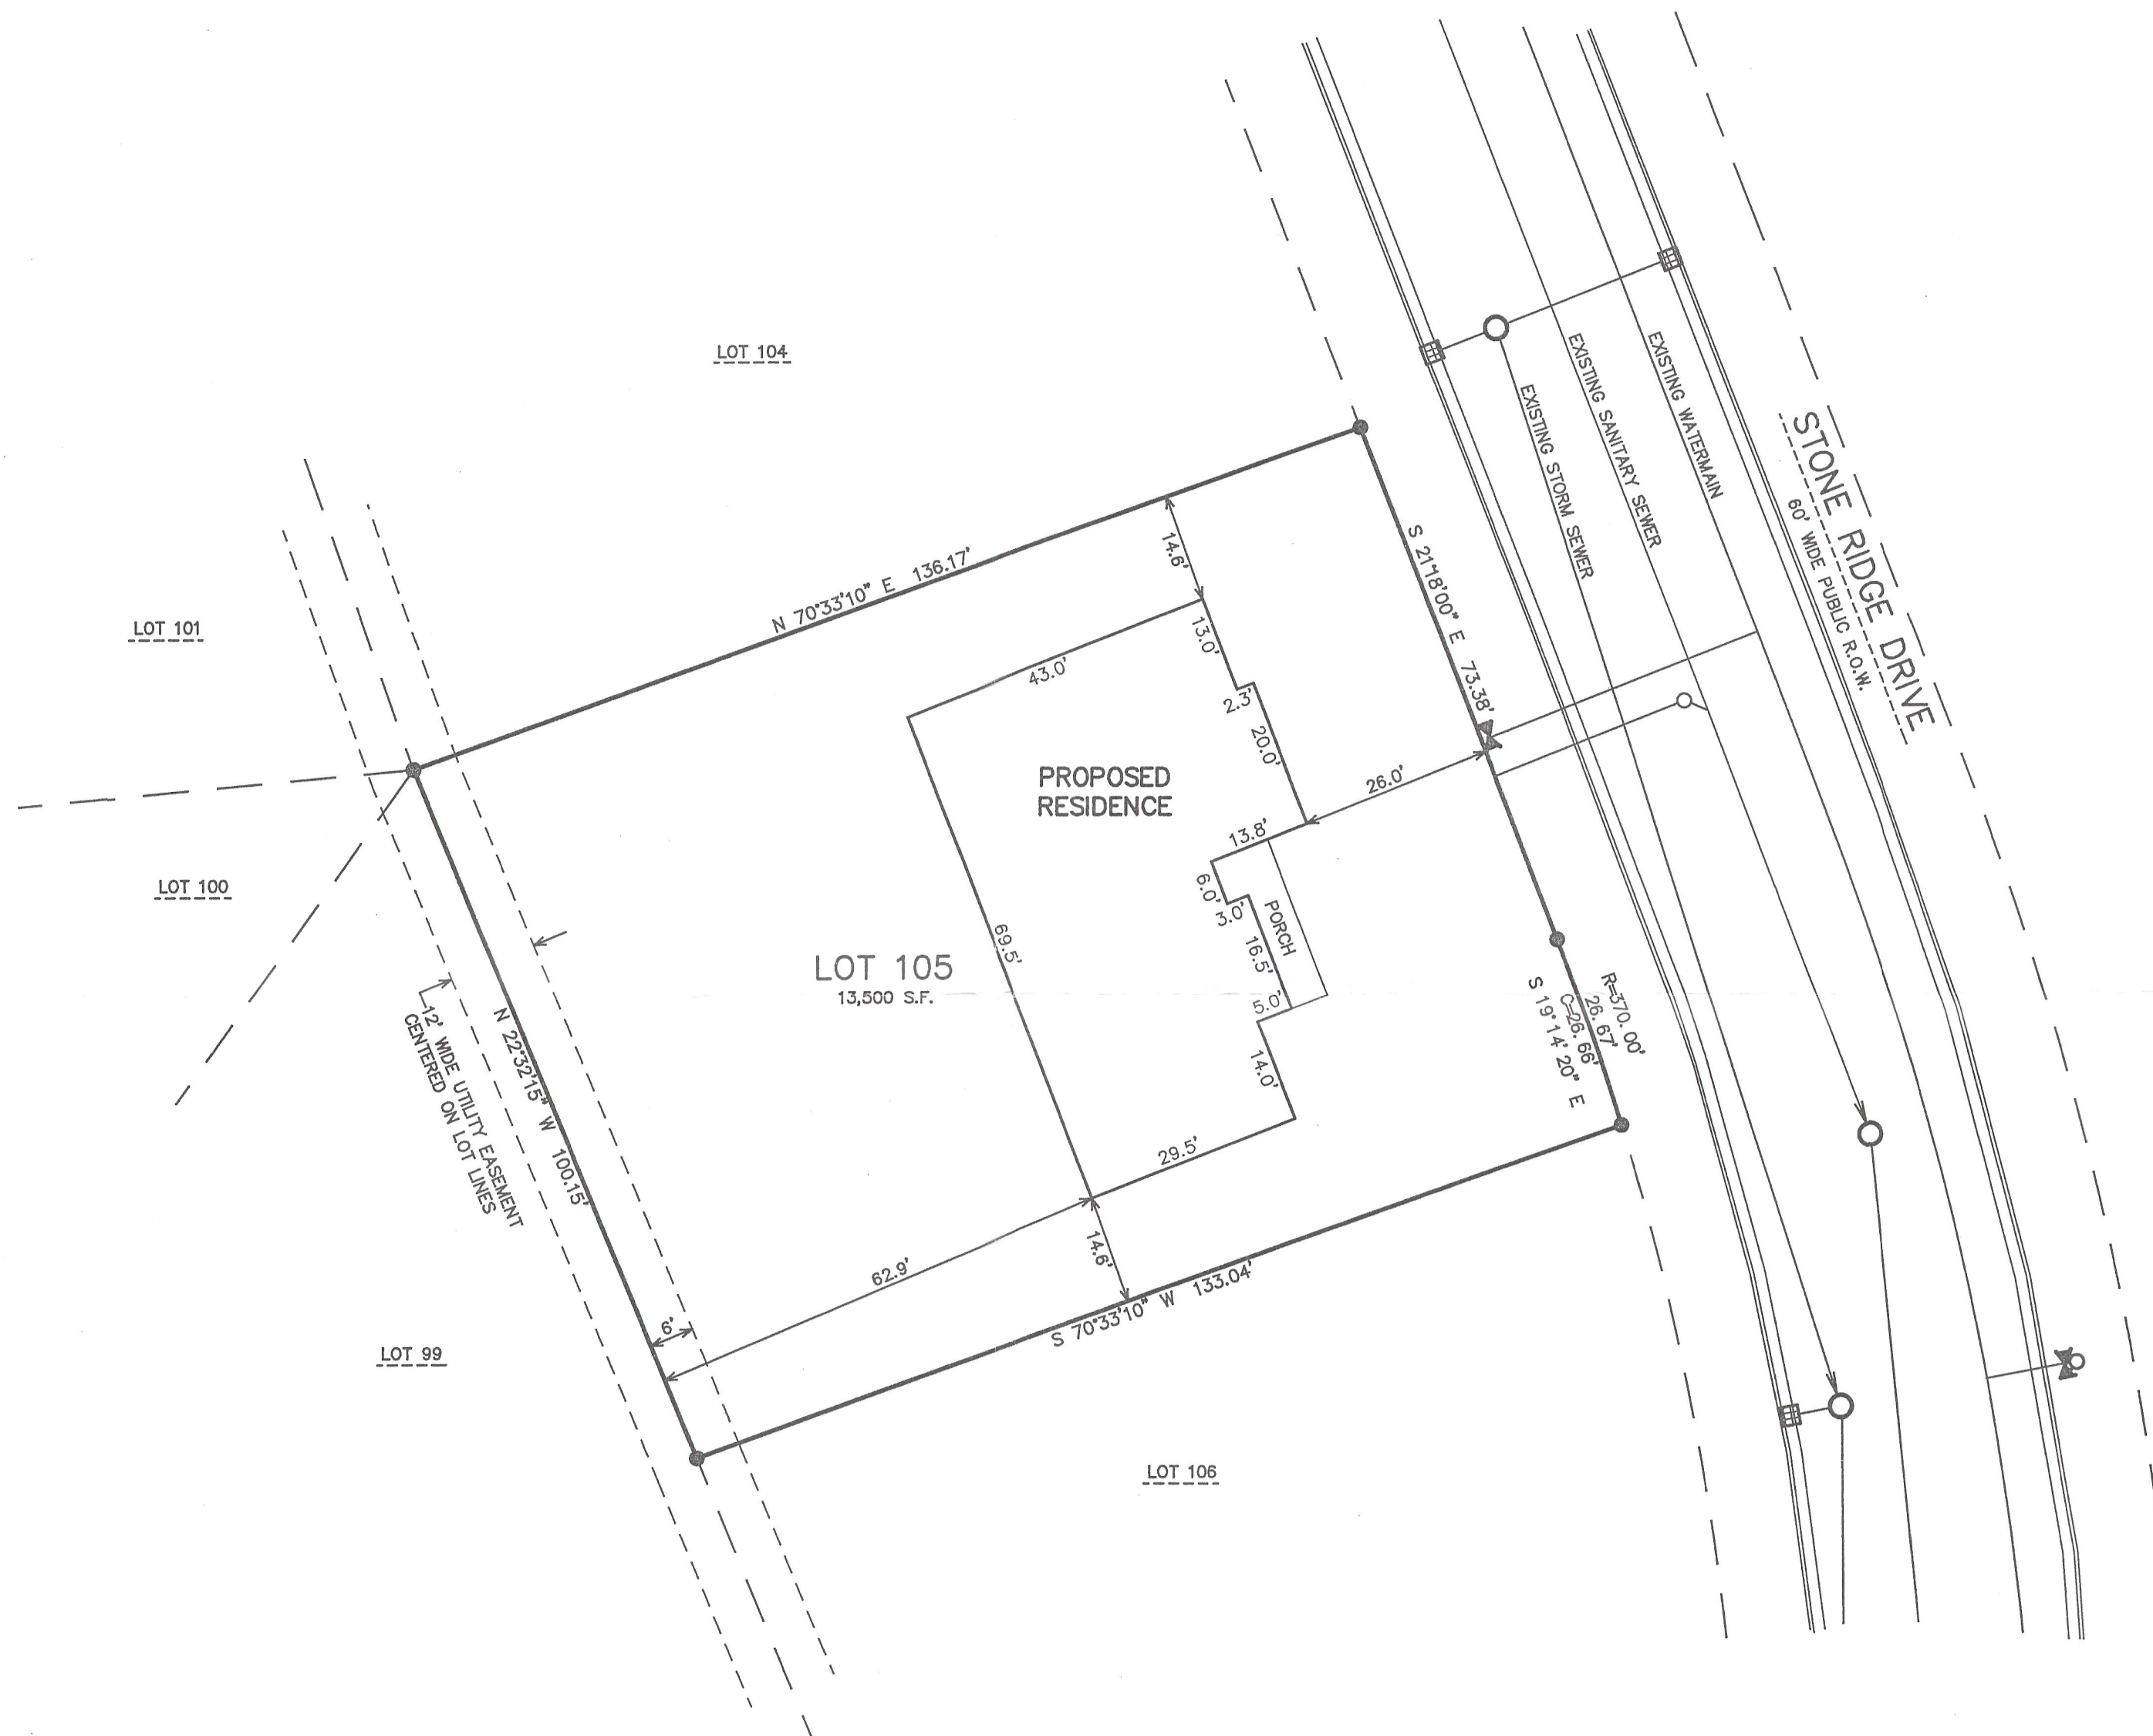 LOT 104
STONE RIDGE DRIVE
60' WIDE PUBLIC R.O.W.
EXISTING WATERMAIN
EXISTING SANITARY SEWER
EXISTING STORM SEWER
N 70°33'10" E 136.17'
14.6'
S 21°18'00" E 73.38'
LOT 101
43.0'
13.0'
2.3'
20.0'
PROPOSED
RESIDENCE
26.0'
13.8'
LOT 100
6.0'
3.0'
PORCH
16.5'
5.0'
69.5'
LOT 105
13,500 S.F.
R=370.00'
26.67'
C=26.66'
S 19°14'20" E
12' WIDE UTILITY EASEMENT
CENTERED ON LOT LINES
N 22°32'15" W 100.15'
14.0'
29.5'
14.6'
62.9'
6'
S 70°33'10" W 133.04'
LOT 99
LOT 106